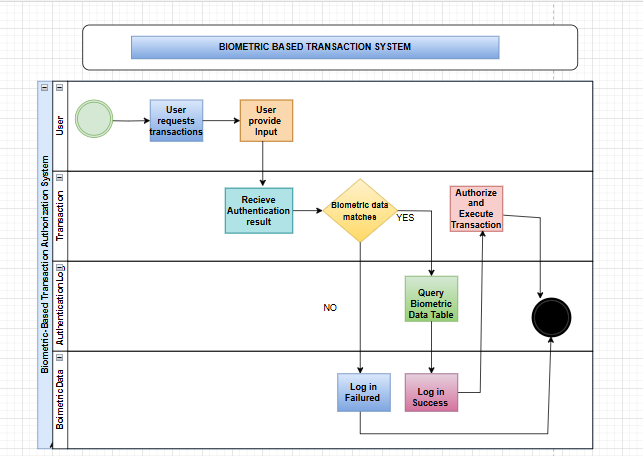 BIOMETRIC BASED TRANSACTION SYSTEM
Biometric-Based Transaction Authorization System
User
User
requests
transactions
User
provide
Input
Transaction
Recieve
Authentication
result
Biometric data
matches
YES
Authorize
and
Execute
Transaction
AuthenticationLog
NO
Query
Biometric
Data Table
Boimetric Data
Log in
Failured
Log in
Success